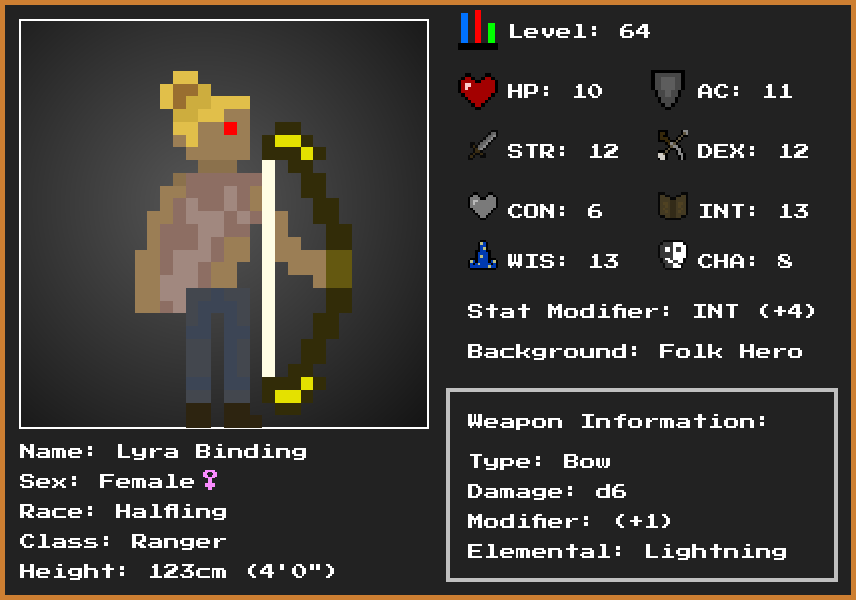 Level: 64
HP: 10
AC: 11
STR: 12
DEX: 12
CON: 6
INT: 13
WIS: 13
CHA: 8
Stat Modifier: INT (+4)
Background: Folk Hero
Weapon Information:
Type: Bow
Damage: d6
Modifier: (+1)
Elemental: Lightning
Name: Lyra Binding
Sex: Female♀
Race: Halfling
Class: Ranger
Height: 123cm (4'0")